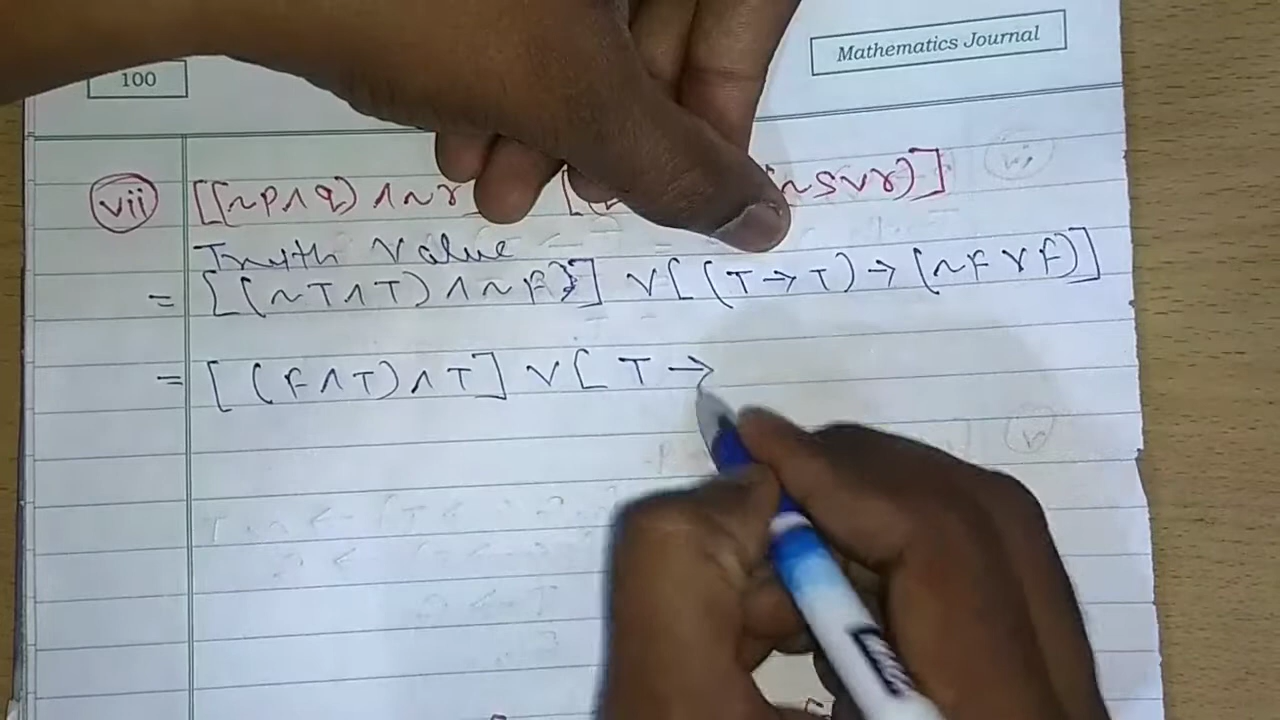 100
Mathematics Journal
vii [(~p∧q)∧~r [( ~s∨r)]
Truth Value
= [(~T∧T)∧~F)] ∨[(T→T)→(~F∨F)]
= [(F∧T)∧T] ∨[ T→